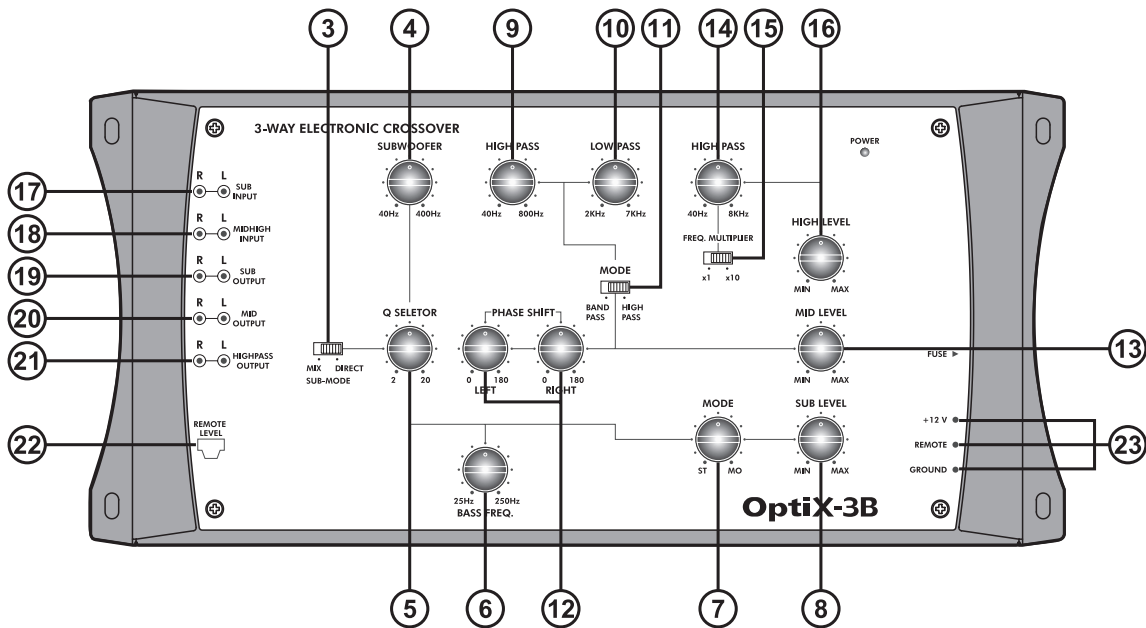 3 4 9 10 11 14 15 16
3-WAY ELECTRONIC CROSSOVER
SUBWOOFER HIGH PASS LOW PASS HIGH PASS POWER
40Hz 400Hz 40Hz 800Hz 2KHz 7KHz 40Hz 8KHz
17 R L SUB INPUT
18 R L MIDHIGH INPUT
19 R L SUB OUTPUT
20 R L MID OUTPUT
21 R L HIGHPASS OUTPUT
22 REMOTE LEVEL
FREQ. MULTIPLIER
x1 x10
HIGH LEVEL
MIN MAX
MODE
BAND PASS HIGH PASS
Q SELETOR PHASE SHIFT MID LEVEL
13
FUSE
MIX DIRECT
SUB-MODE
2 20 0 180 0 180 MIN MAX
LEFT RIGHT
MODE SUB LEVEL
ST MO MIN MAX
+12 V
REMOTE 23
GROUND
25Hz 250Hz
BASS FREQ.
OptiX-3B
5 6 12 7 8